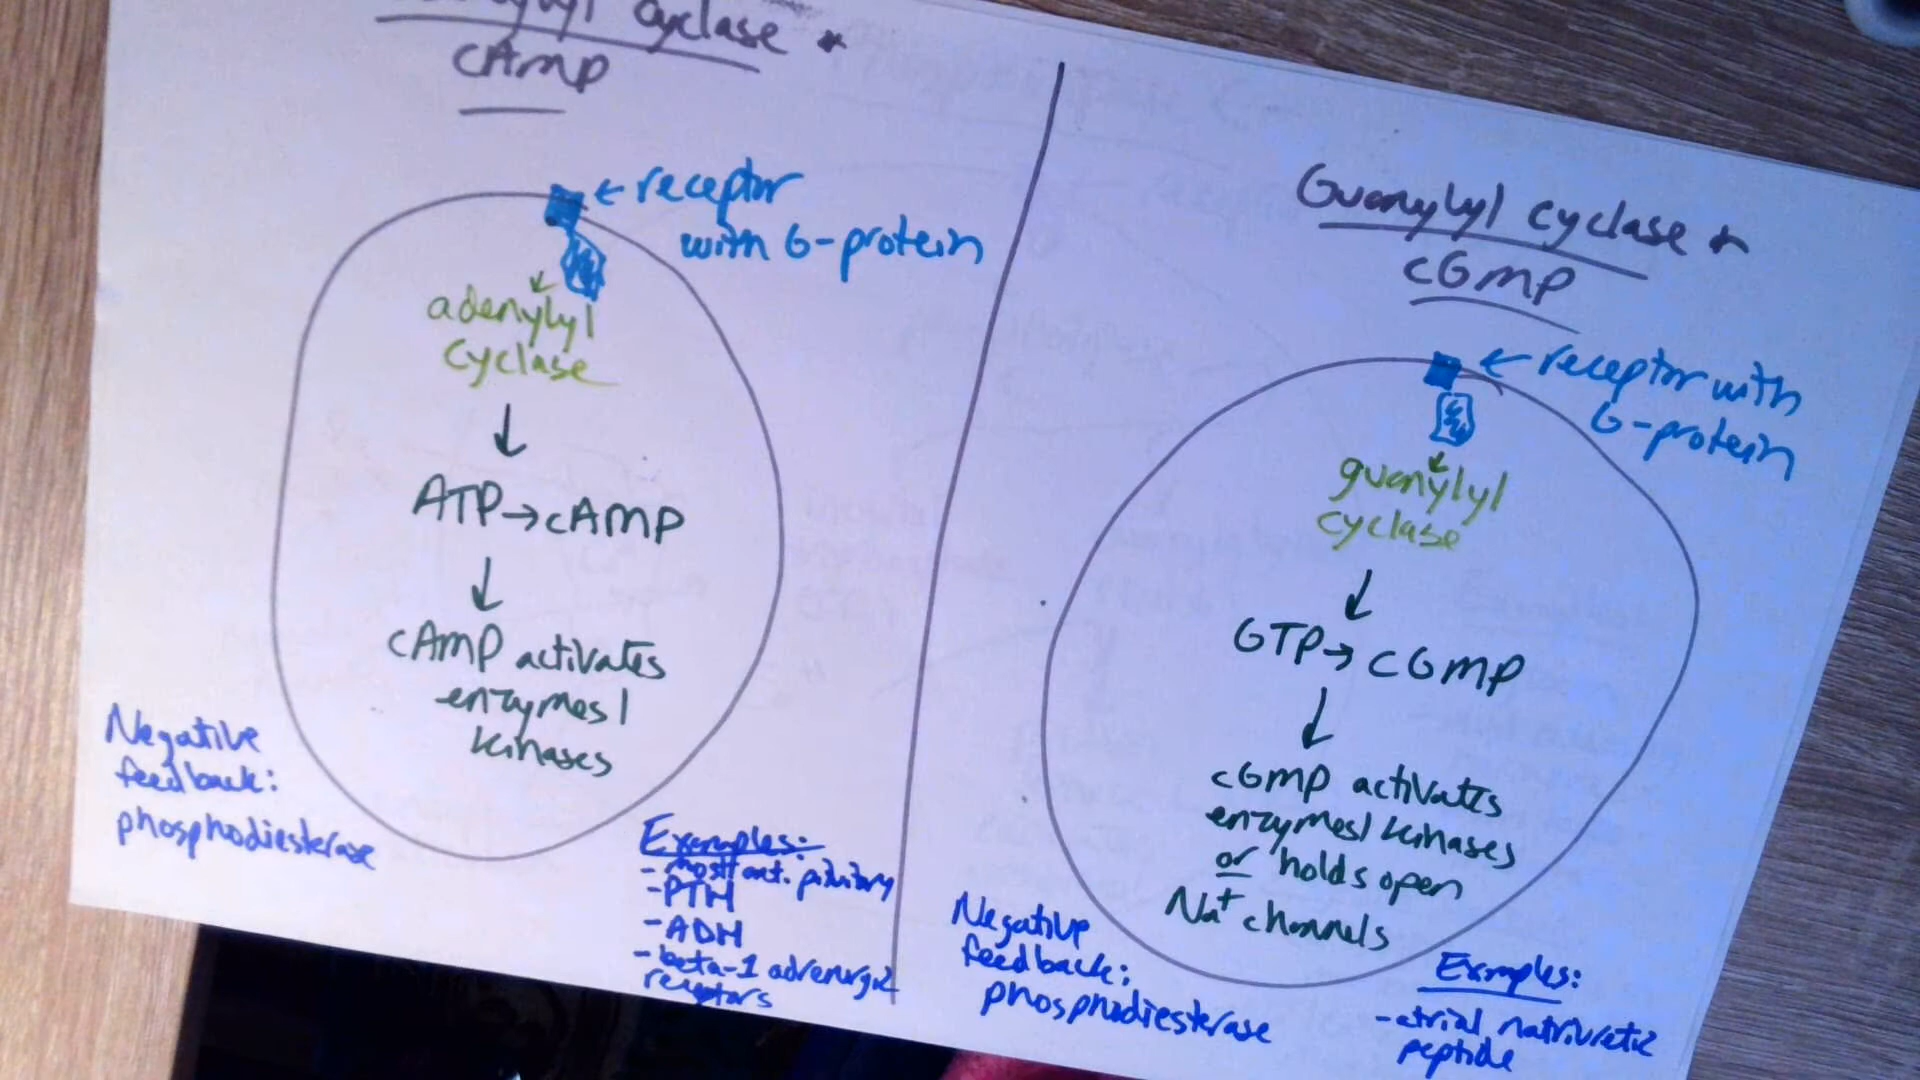 cyclase +
cAMP
← receptor
with G-protein
adenylyl
cyclase
↓
ATP→cAMP
↓
cAMP activates
enzymes/
kinases
Negative
feedback:
phosphodiesterase
Examples:
- most ant. pituitary
- PTH
- ADH
- beta-1 adrenergic
receptors
Guanylyl cyclase +
cGMP
← receptor with
G-protein
guanylyl
cyclase
↓
GTP→cGMP
↓
cGMP activates
enzymes/kinases
or holds open
Na+ channels
Negative
feedback:
phosphodiesterase
Examples:
- atrial natriuretic
peptide